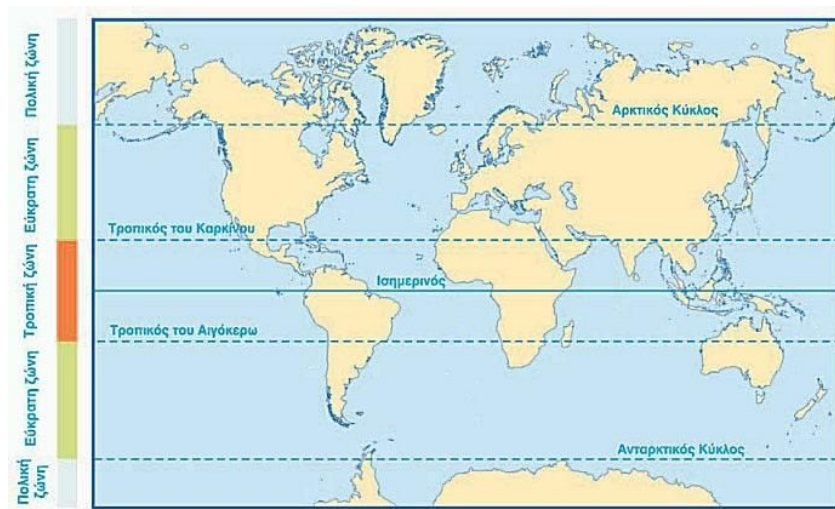 Πολική ζώνη
Εύκρατη ζώνη
Τροπική ζώνη
Εύκρατη ζώνη
Πολική
ζώνη
Αρκτικός Κύκλος
Τροπικός του Καρκίνου
Ισημερινός
Τροπικός του Αιγόκερω
Ανταρκτικός Κύκλος